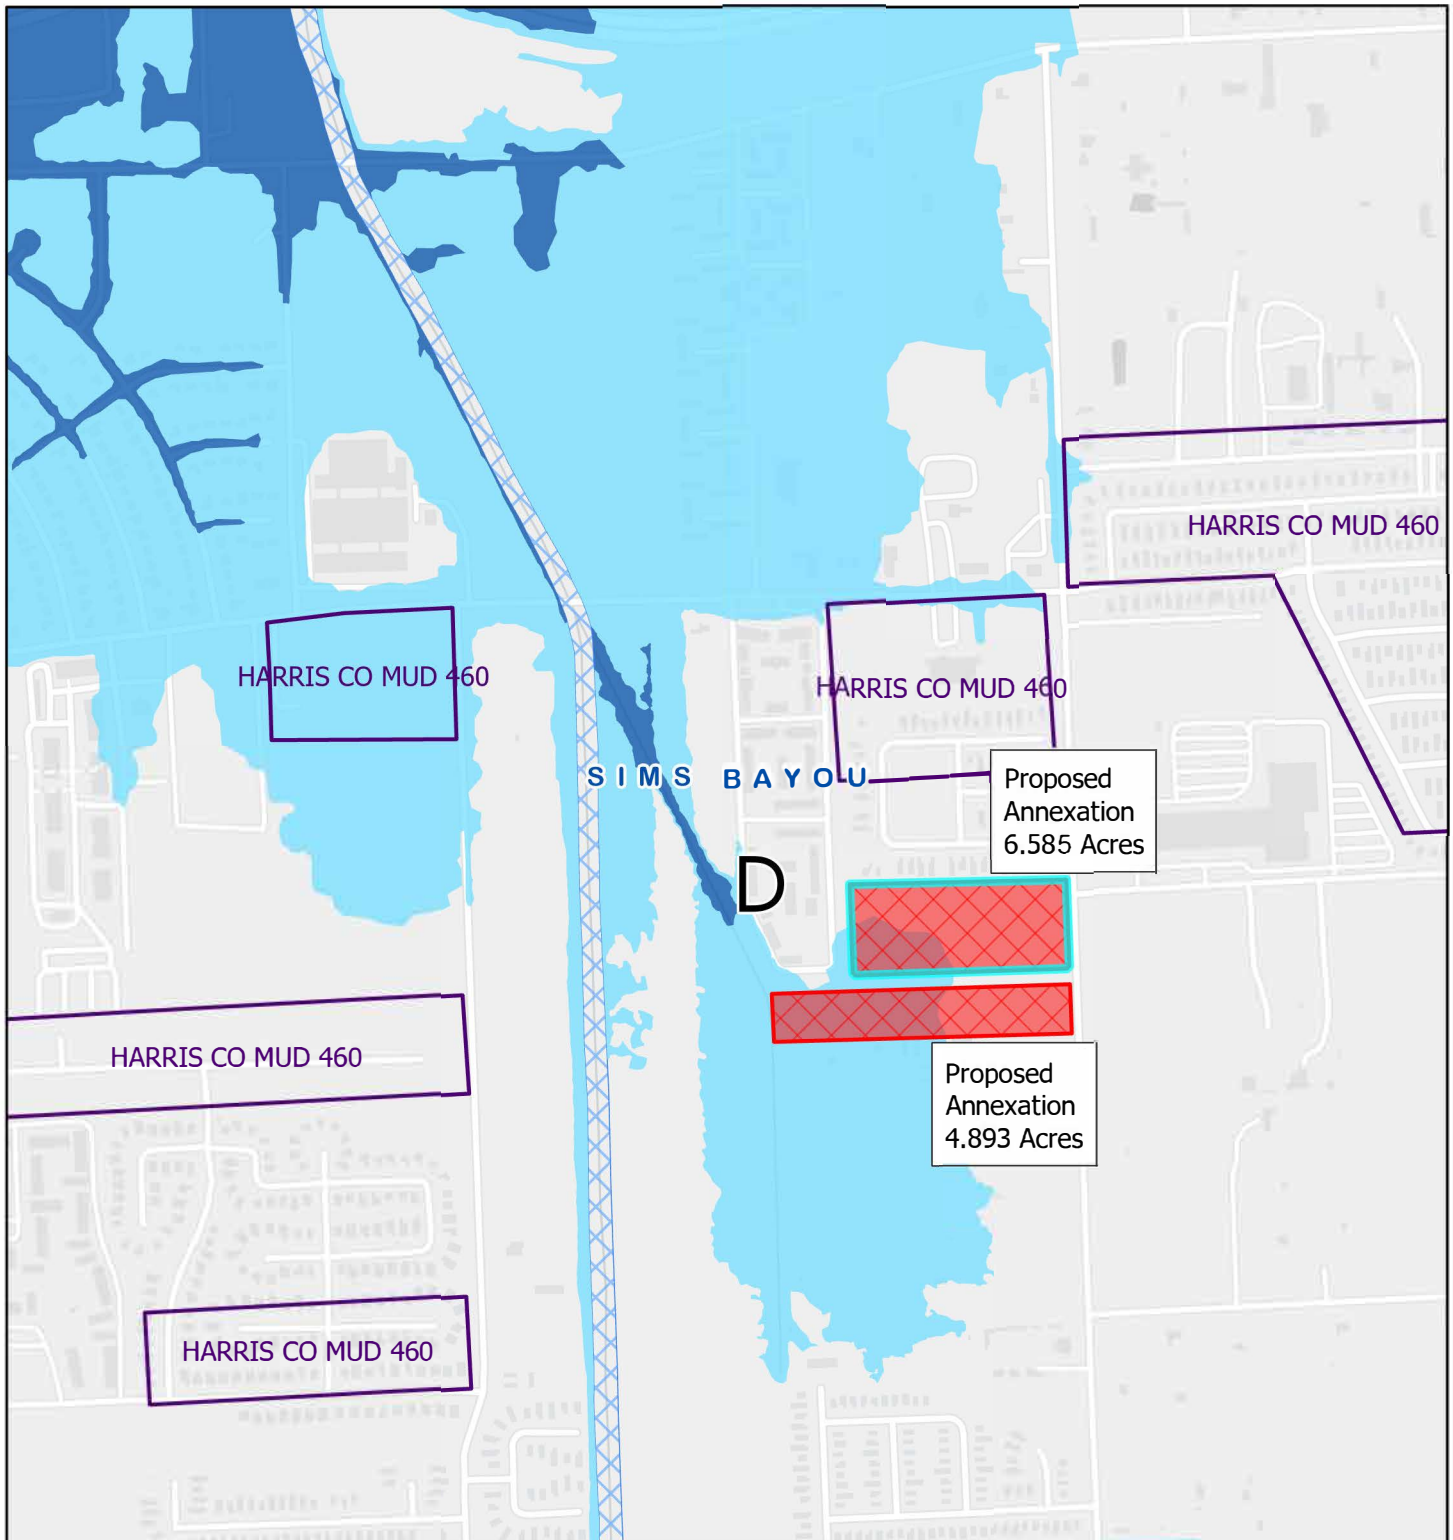 HARRIS CO MUD 460
HARRIS CO MUD 460
HARRIS CO MUD 460
SIMS BAYOU
Proposed
Annexation
6.585 Acres
D
HARRIS CO MUD 460
Proposed
Annexation
4.893 Acres
HARRIS CO MUD 460